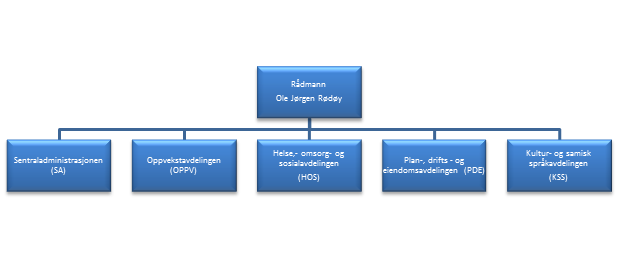 Rådmann
Ole Jørgen Rødøy
Sentraladministrasjonen
(SA)
Oppvekstavdelingen
(OPPV)
Helse,- omsorg- og
sosialavdelingen
(HOS)
Plan-, drifts - og
eiendomsavdelingen (PDE)
Kultur- og samisk
språkavdelingen
(KSS)